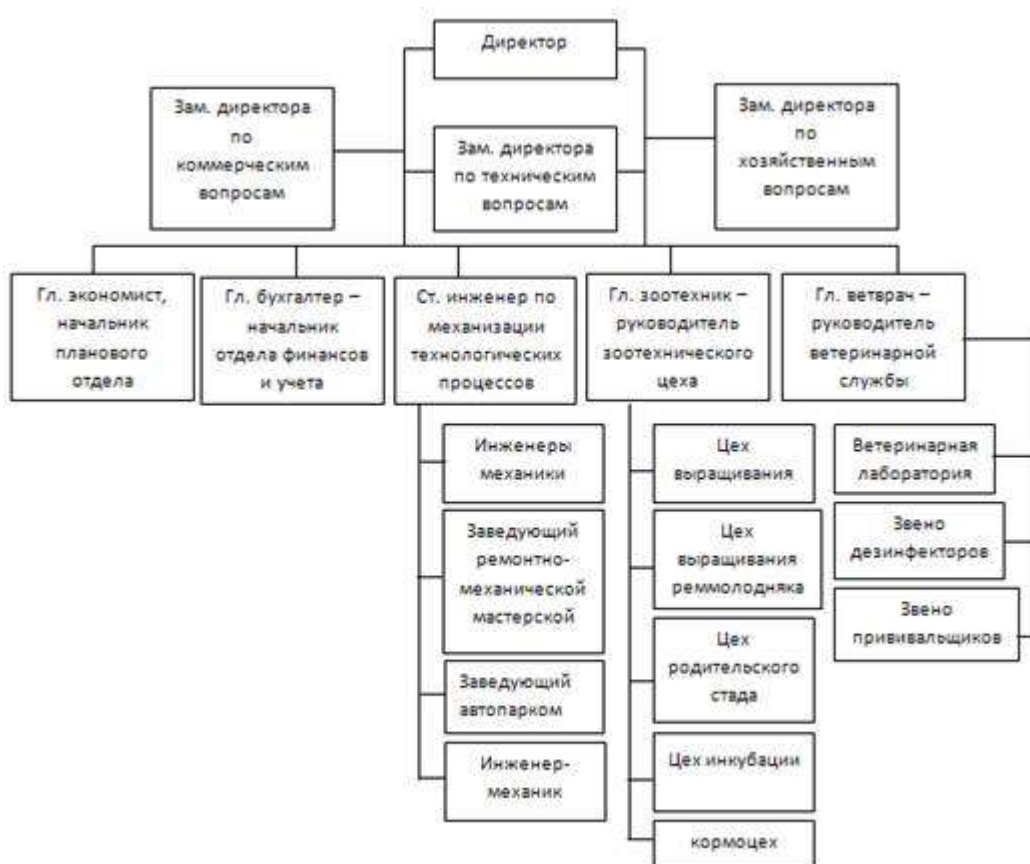 Директор
Зам. директора
по
коммерческим
вопросам
Зам. директора
по техническим
вопросам
Зам. директора
по
хозяйственным
вопросам
Гл. экономист,
начальник
планового
отдела
Гл. бухгалтер –
начальник
отдела финансов
и учета
Ст. инженер по
механизации
технологических
процессов
Гл. зоотехник –
руководитель
зоотехнического
цеха
Гл. ветврач –
руководитель
ветеринарной
службы
Инженеры
механики
Заведующий
ремонтно-
механической
мастерской
Заведующий
автопарком
Инженер-
механик
Цех
выращивания
Цех
выращивания
реммолодняка
Цех
родительского
стада
Цех инкубации
кормоцех
Ветеринарная
лаборатория
Звено
дезинфекторов
Звено
прививальщиков